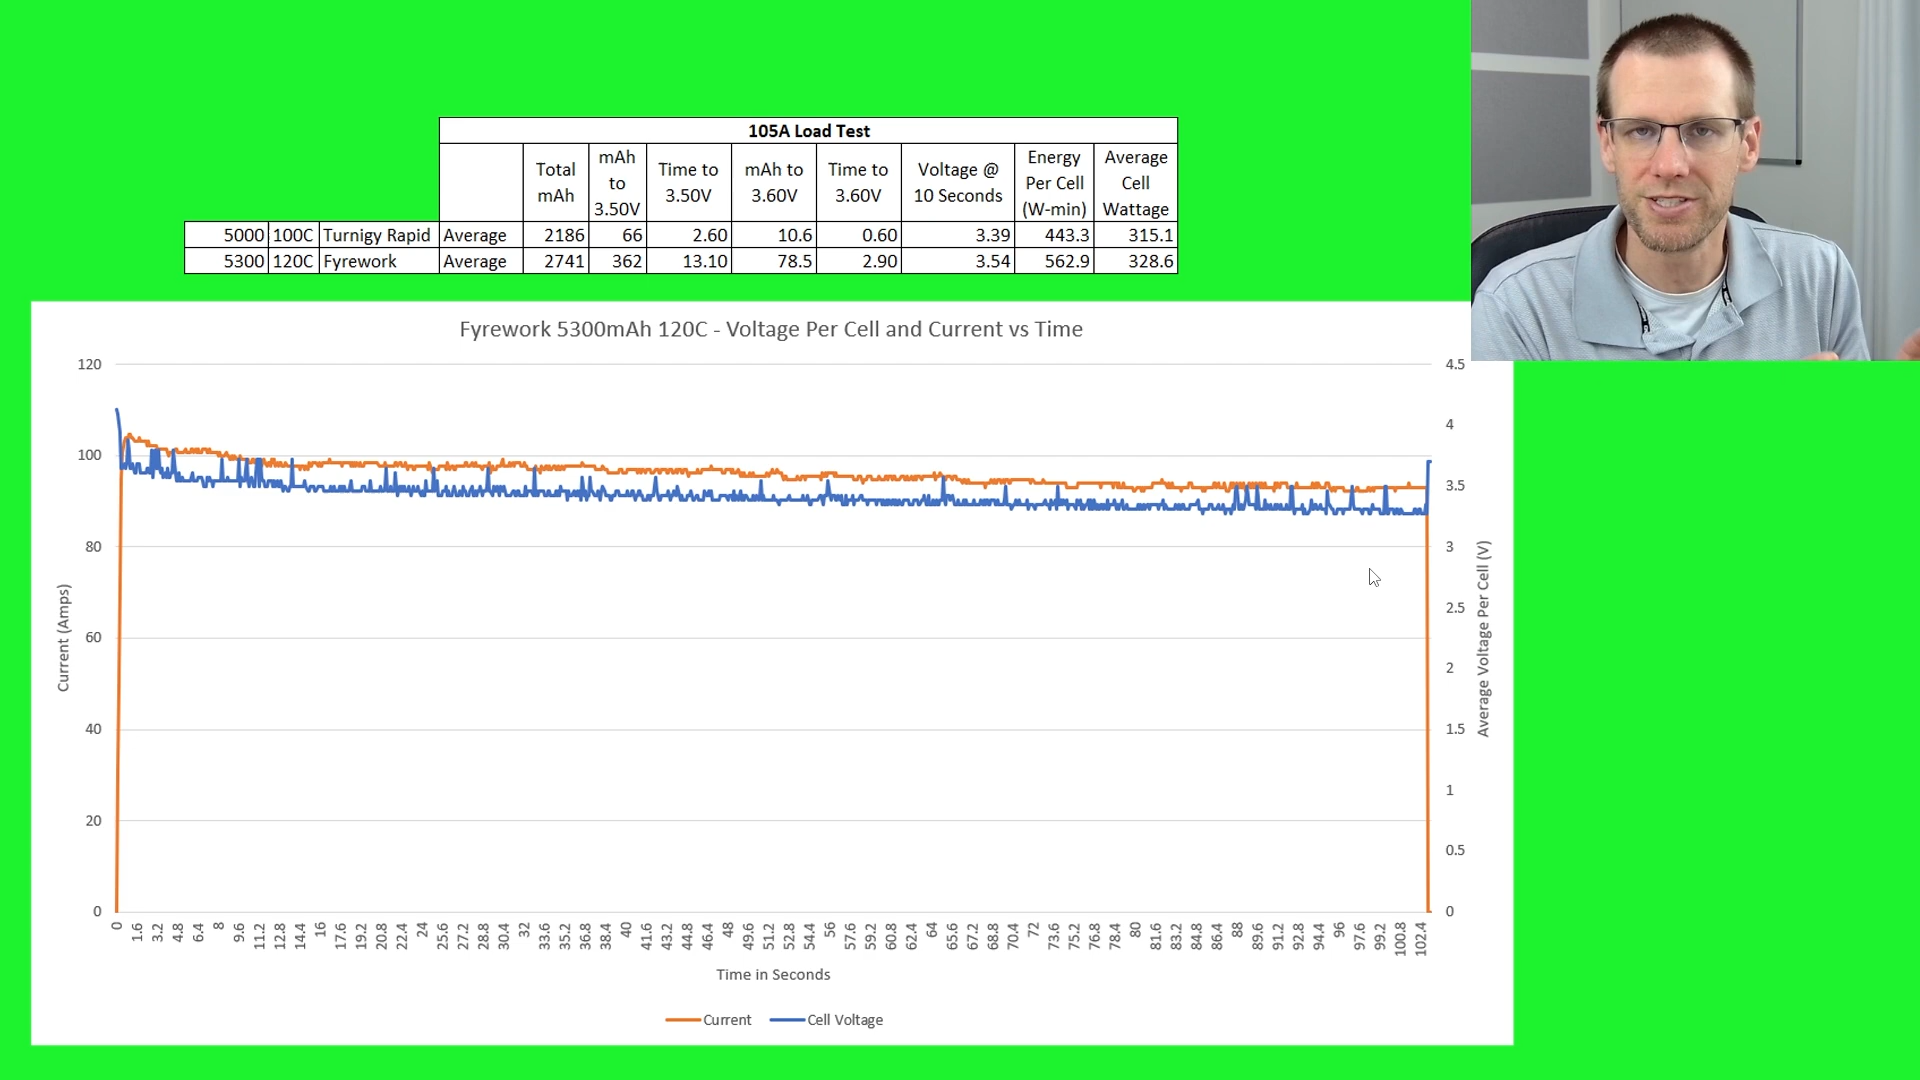 105A Load Test
Total mAh
mAh to 3.50V
Time to 3.50V
mAh to 3.60V
Time to 3.60V
Voltage @ 10 Seconds
Energy Per Cell (W-min)
Average Cell Wattage
5000 100C Turnigy Rapid Average 2186 66 2.60 10.6 0.60 3.39 443.3 315.1
5300 120C Fyrework Average 2741 362 13.10 78.5 2.90 3.54 562.9 328.6
Fyrework 5300mAh 120C - Voltage Per Cell and Current vs Time
120
100
80
60
40
20
0
Current (Amps)
4.5
4
3.5
3
2.5
2
1.5
1
0.5
0
Average Voltage Per Cell (V)
0 1.6 3.2 4.8 6.4 8 9.6 11.2 12.8 14.4 16 17.6 19.2 20.8 22.4 24 25.6 27.2 28.8 30.4 32 33.6 35.2 36.8 38.4 40 41.6 43.2 44.8 46.4 48 49.6 51.2 52.8 54.4 56 57.6 59.2 60.8 62.4 64 65.6 67.2 68.8 70.4 72 73.6 75.2 76.8 78.4 80 81.6 83.2 84.8 86.4 88 89.6 91.2 92.8 94.4 96 97.6 99.2 100.8 102.4
Time in Seconds
Current Cell Voltage